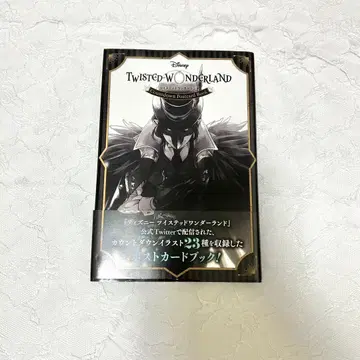 Disney
TWISTED-WONDERLAND
Countdown Postcard Book
『ディズニー ツイステッドワンダーランド』
公式Twitterで配信された、
カウントダウンイラスト23種を収録した
ストカードブック!